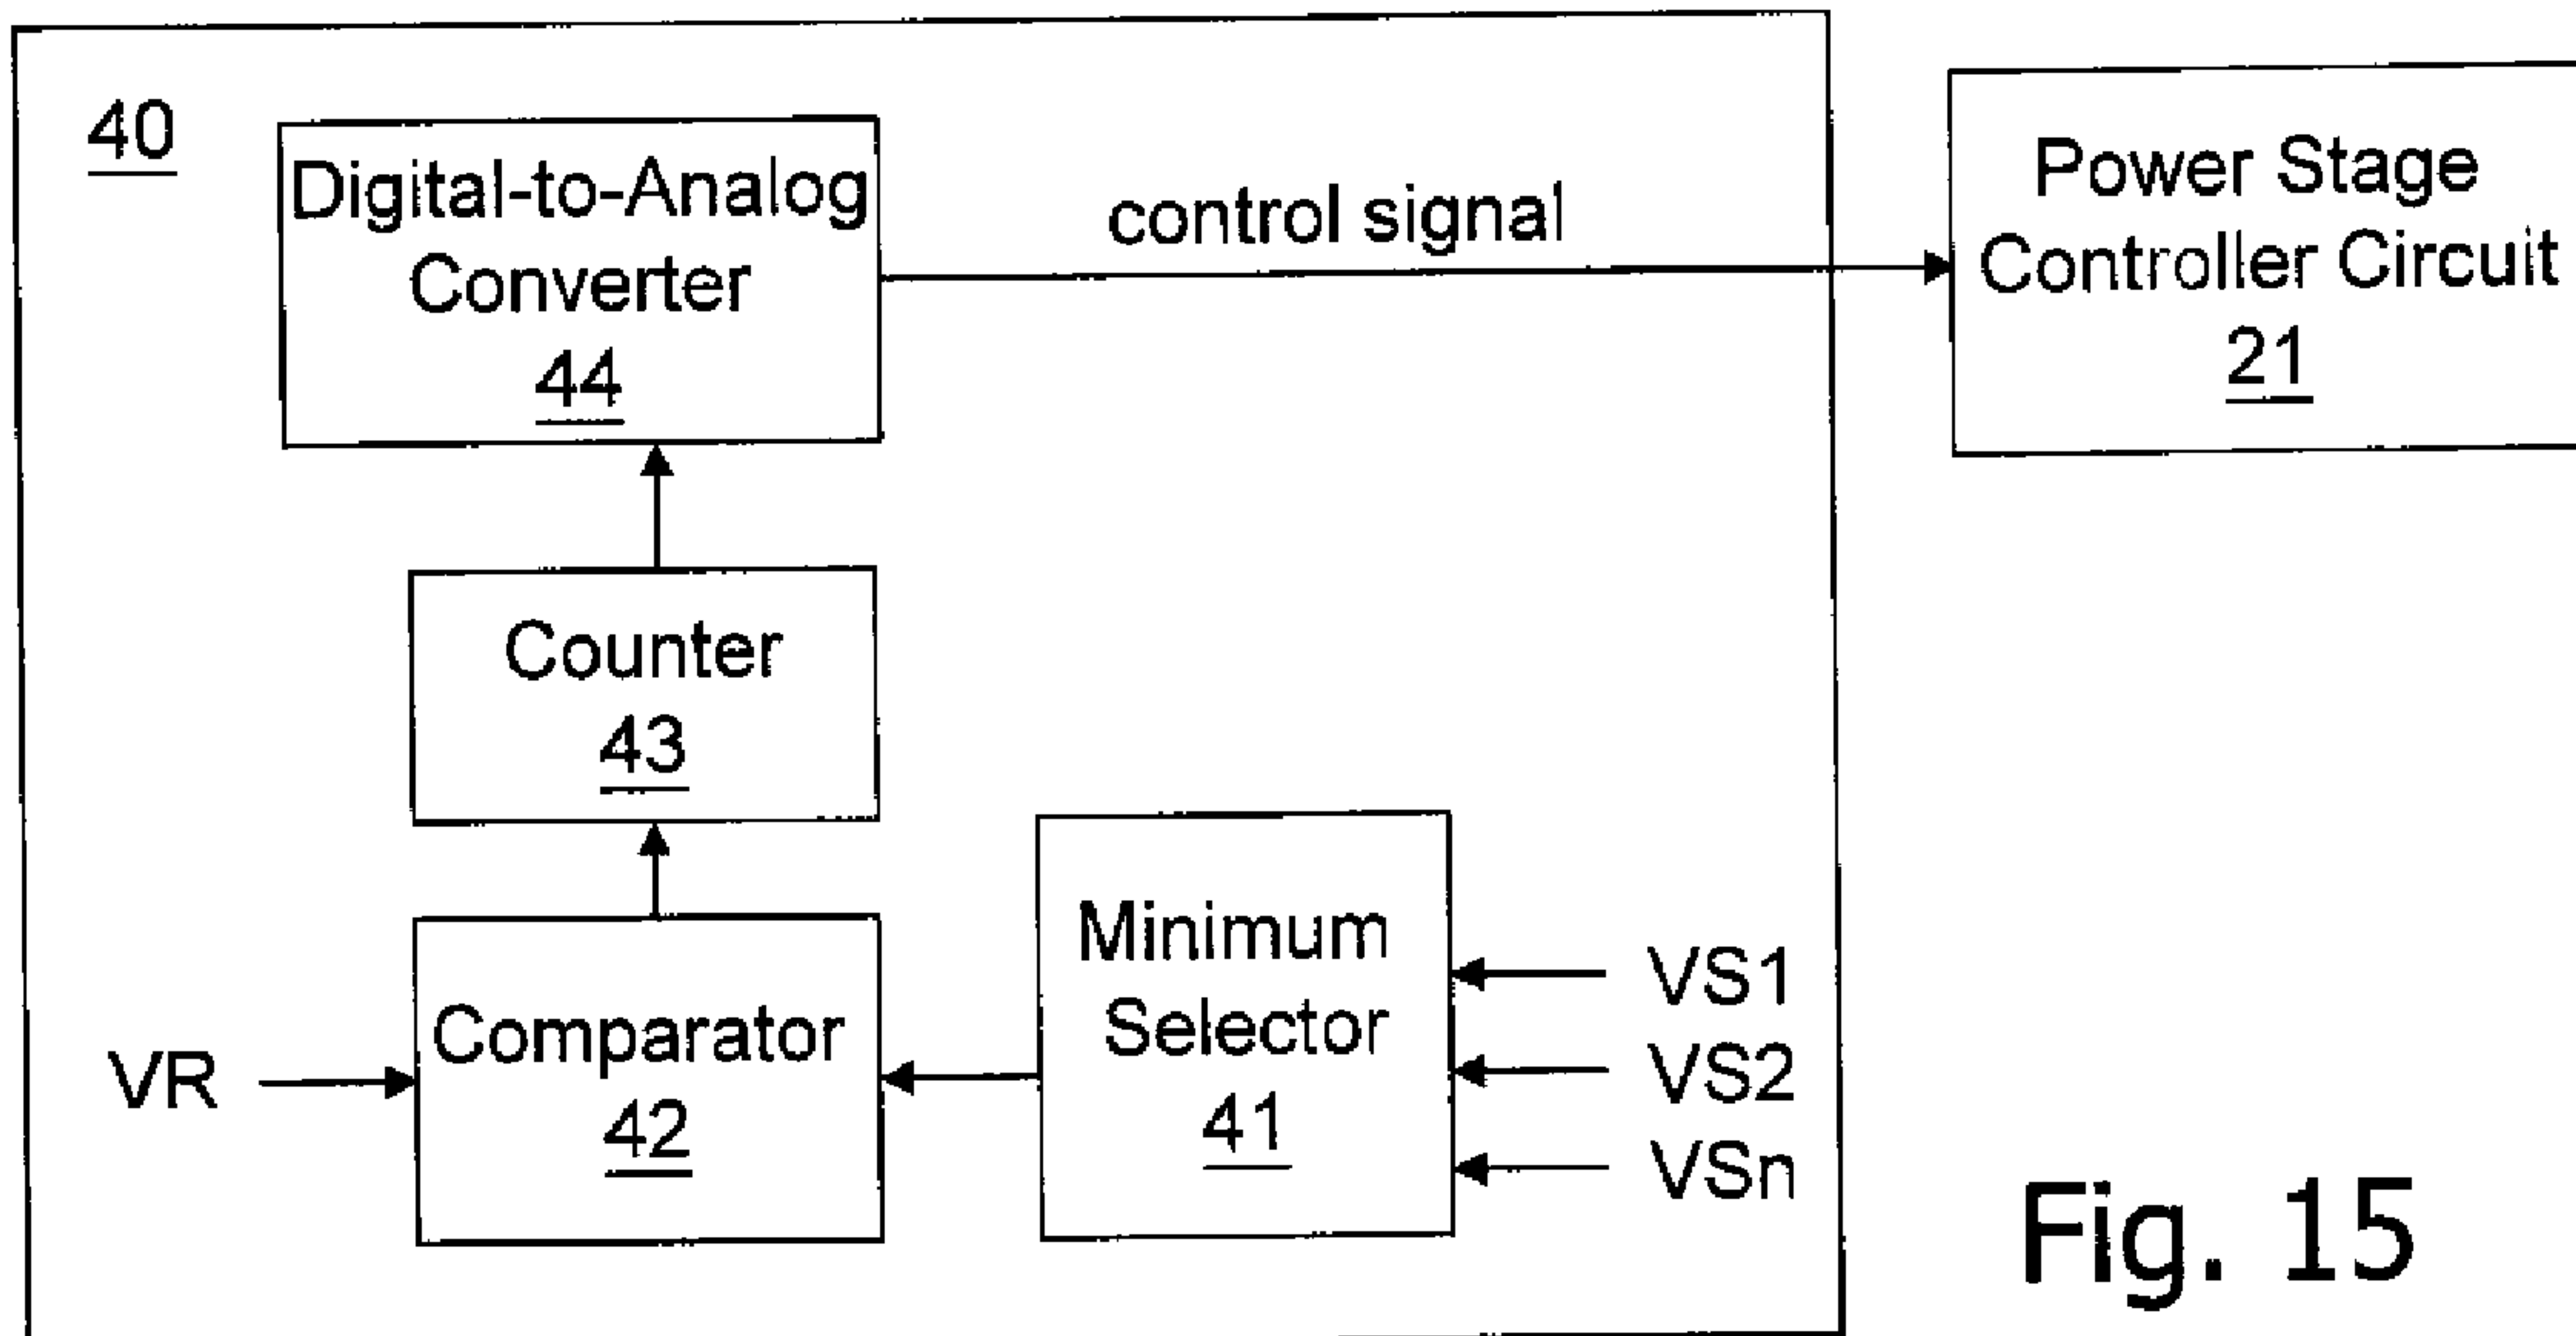 40
Digital-to-Analog
Converter
44
control signal
Power Stage
Controller Circuit
21
Counter
43
VR
Comparator
42
Minimum
Selector
41
VS1
VS2
VSn
Fig. 15